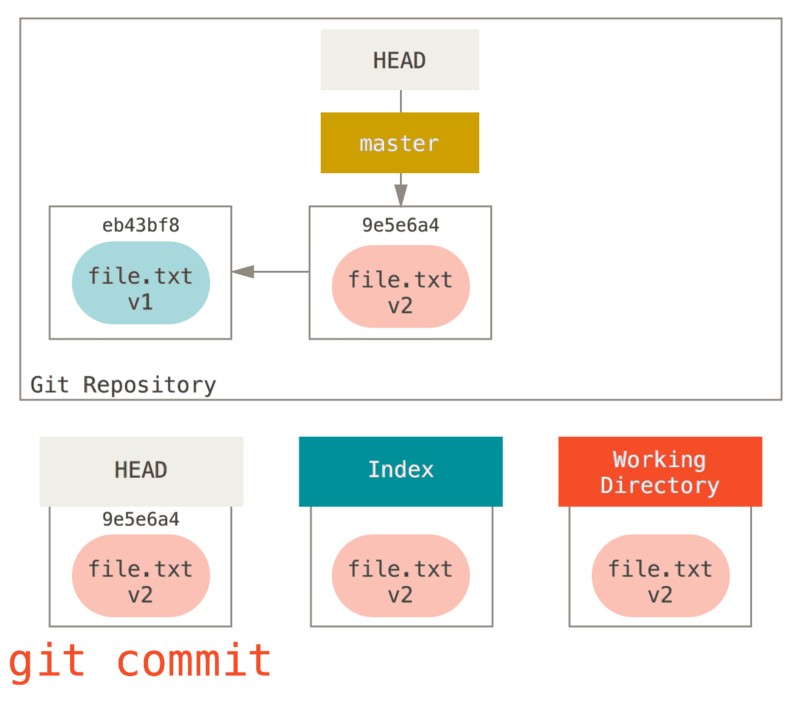 HEAD
master
eb43bf8
file.txt
v1
9e5e6a4
file.txt
v2
Git Repository
HEAD
9e5e6a4
file.txt
v2
Index
file.txt
v2
Working
Directory
file.txt
v2
git commit